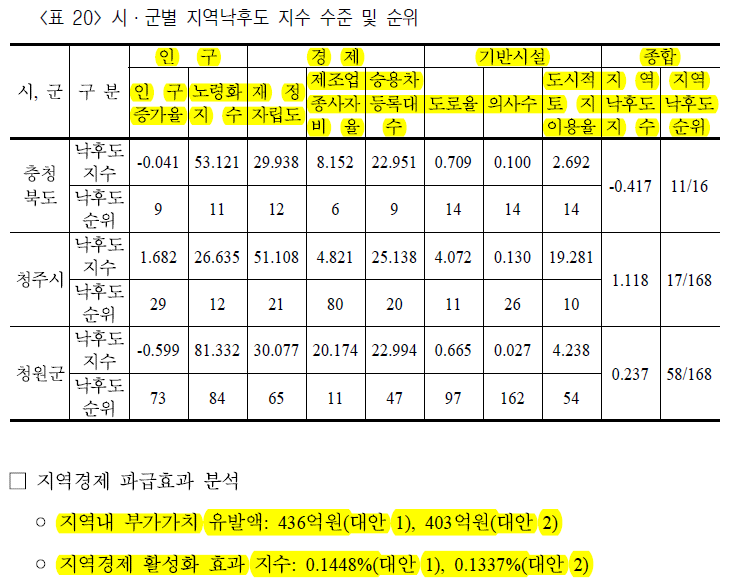 <표 20> 시·군별 지역낙후도 지수 수준 및 순위
시, 군 구 분 인 구 경 제 기반시설 종합
인 구 증가율 노령화 지 수 재 정 자립도 제조업 종사자 비 율 승용차 등록대 수 도로율 의사수 도시적 토 지 이용율 지 역 낙후도 지 수 지역 낙후도 순위
충청 북도 낙후도 지수 -0.041 53.121 29.938 8.152 22.951 0.709 0.100 2.692 -0.417 11/16
낙후도 순위 9 11 12 6 9 14 14 14
청주시 낙후도 지수 1.682 26.635 51.108 4.821 25.138 4.072 0.130 19.281 1.118 17/168
낙후도 순위 29 12 21 80 20 11 26 10
청원군 낙후도 지수 -0.599 81.332 30.077 20.174 22.994 0.665 0.027 4.238 0.237 58/168
낙후도 순위 73 84 65 11 47 97 162 54
□ 지역경제 파급효과 분석
○ 지역내 부가가치 유발액: 436억원(대안 1), 403억원(대안 2)
○ 지역경제 활성화 효과 지수: 0.1448%(대안 1), 0.1337%(대안 2)